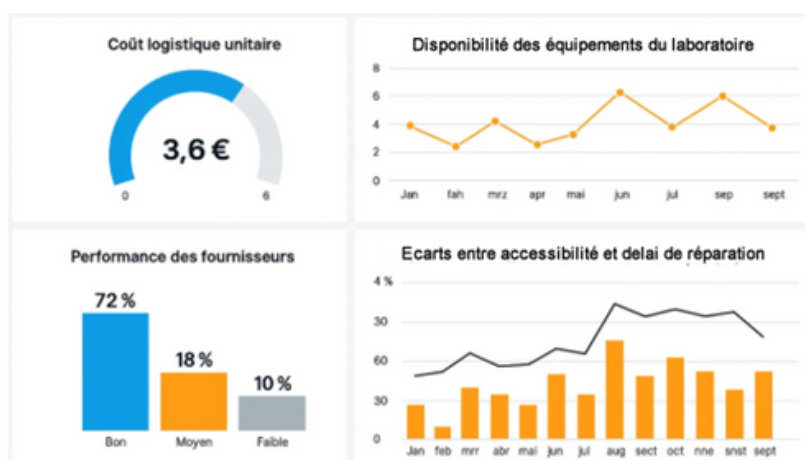 Coût logistique unitaire
3,6 €
0
6
Disponibilité des équipements du laboratoire
8
6
4
2
0
Jan fah mrz apr mai jun jul sep sept
Performance des fournisseurs
72 %
18 %
10 %
Bon Moyen Faible
Ecarts entre accessibilité et delai de réparation
4 %
30
60
30
0
Jan feb mrr abr mal jun jul aug sect oct nne snst sept